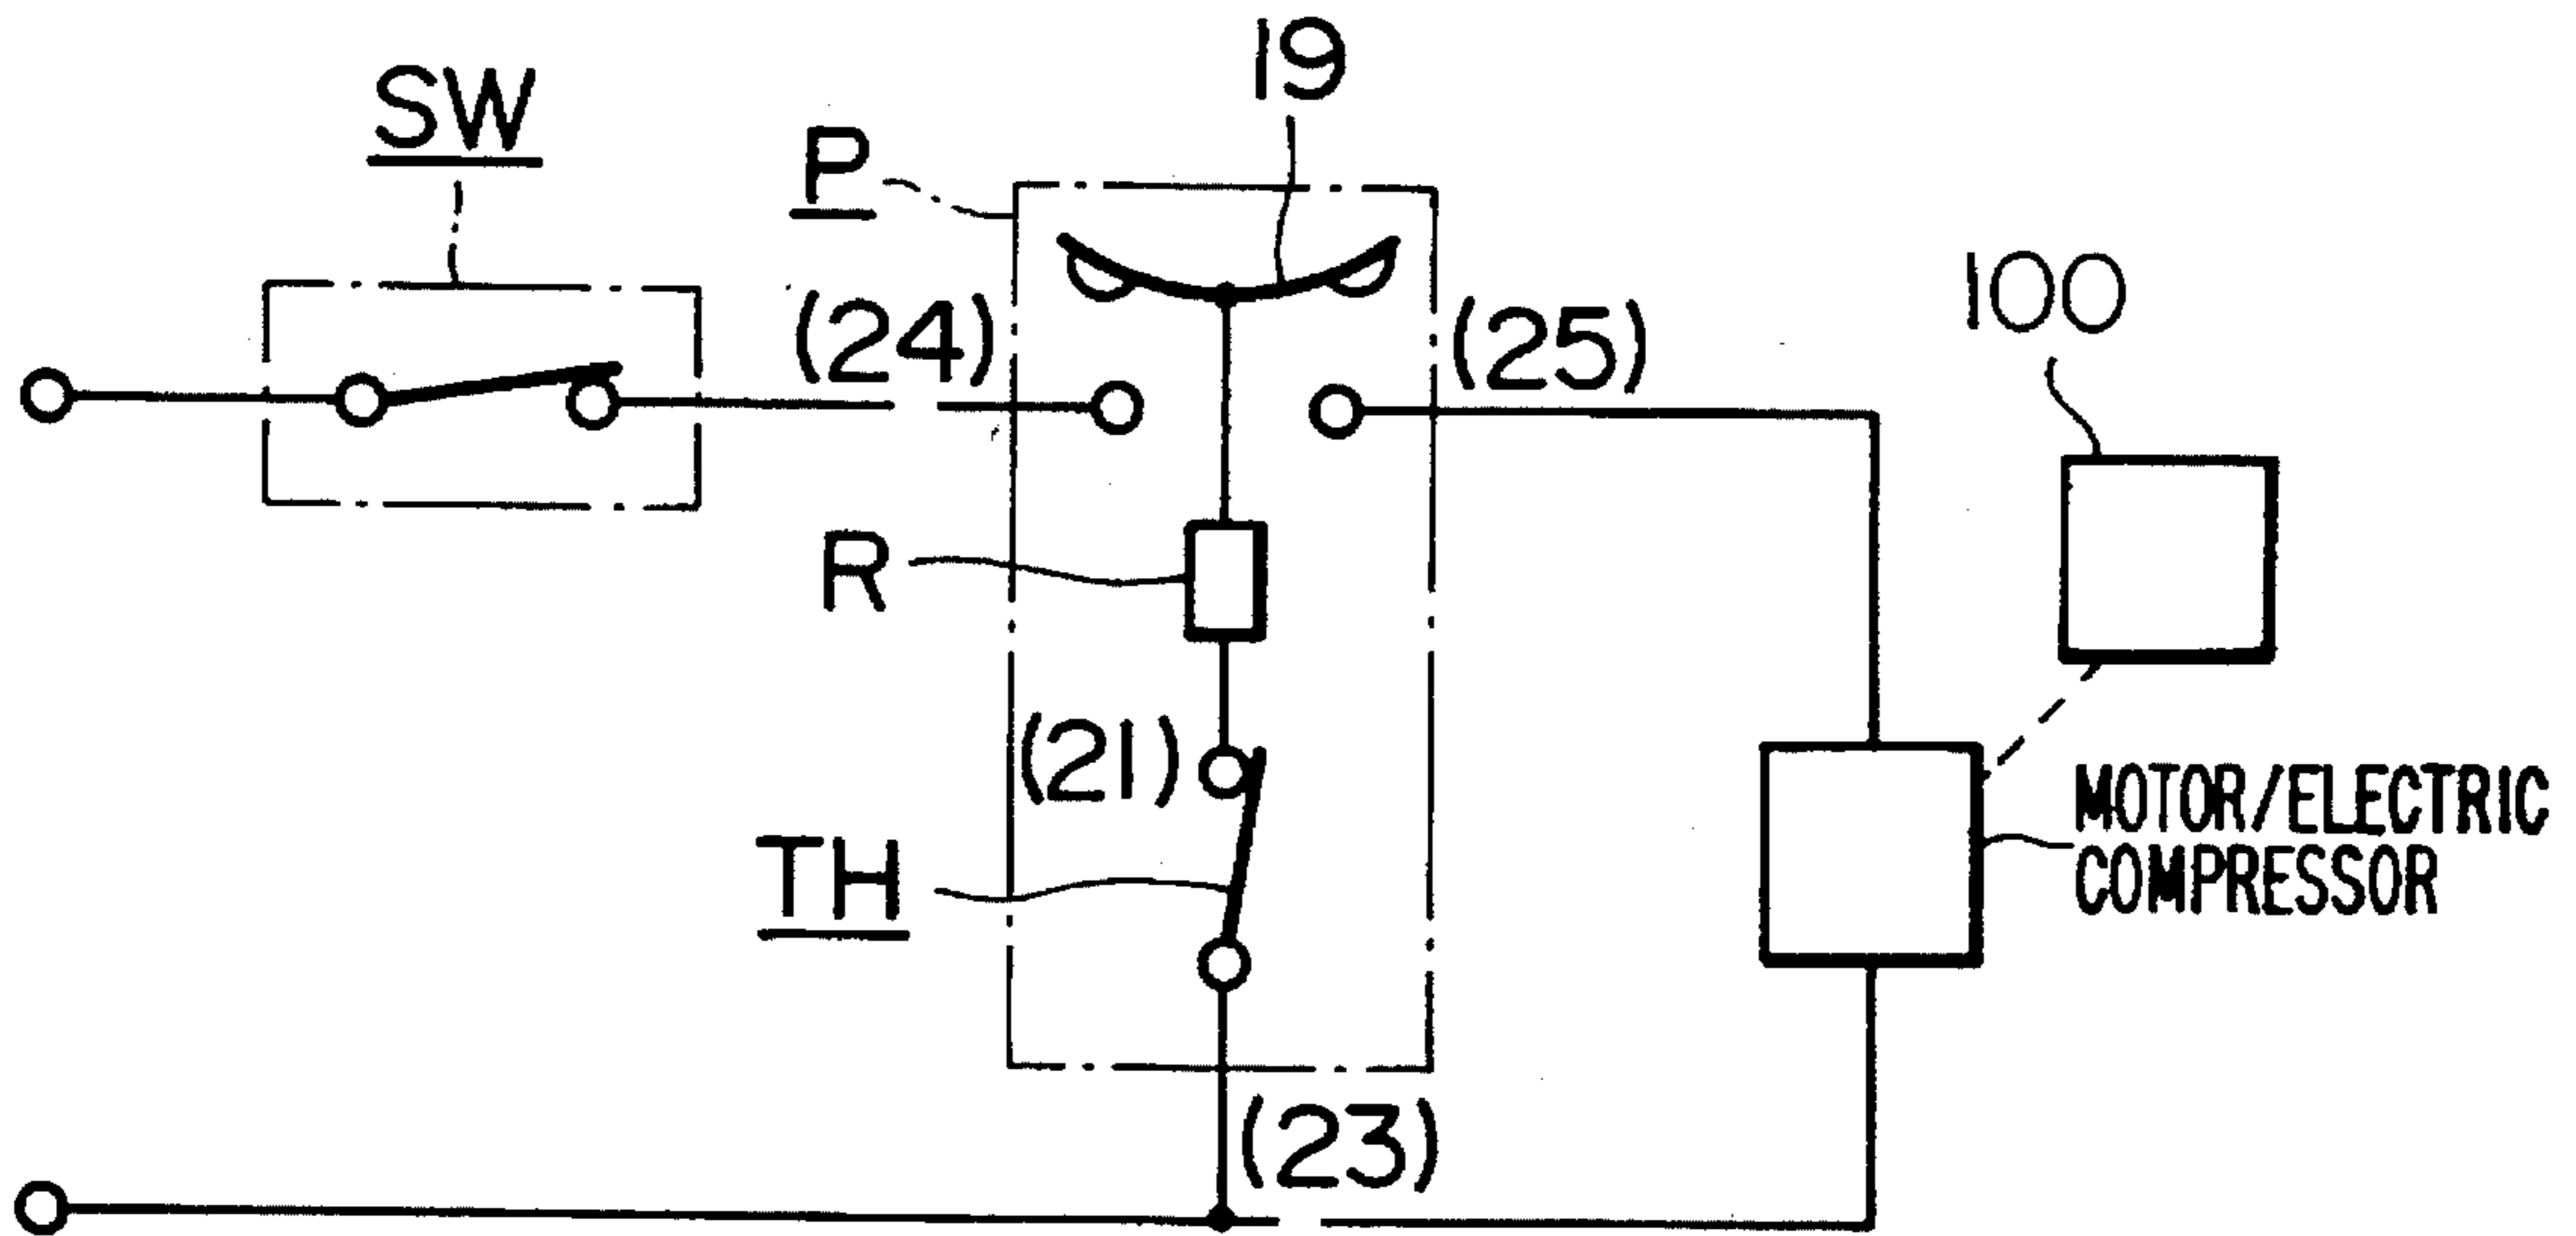 19
SW
P
100
(24)
(25)
R
(21)
MOTOR/ELECTRIC
COMPRESSOR
TH
(23)